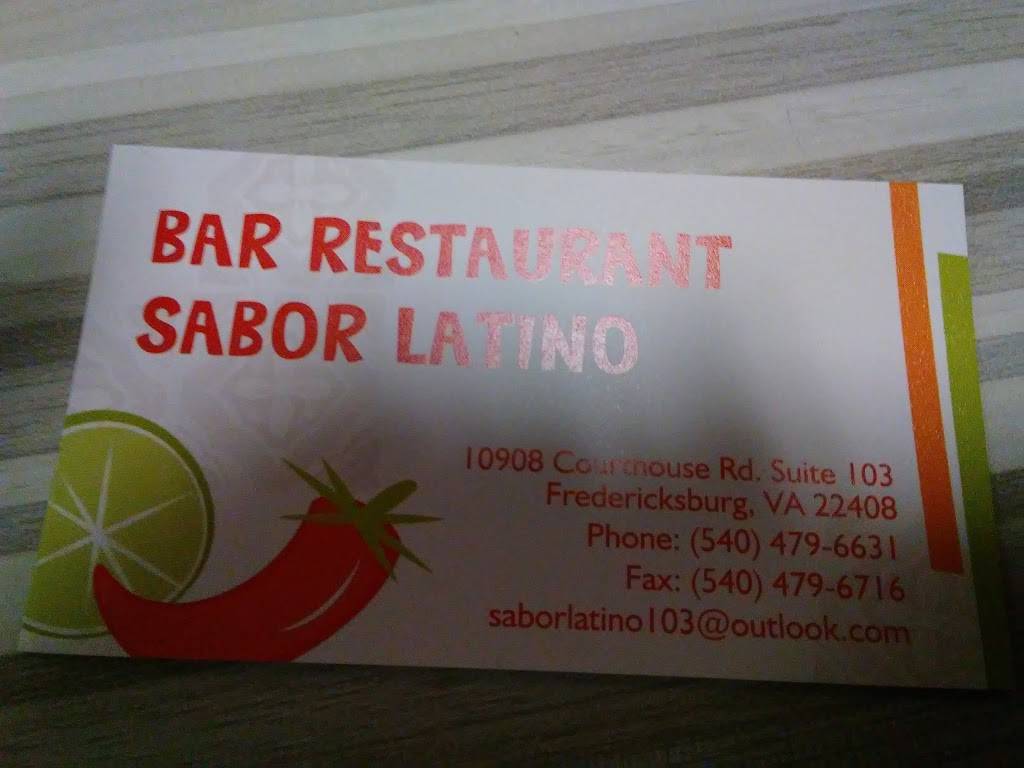 BAR RESTAURANT
SABOR LATINO
10908 Courthouse Rd. Suite 103
Fredericksburg, VA 22408
Phone: (540) 479-6631
Fax: (540) 479-6716
saborlatino103@outlook.com